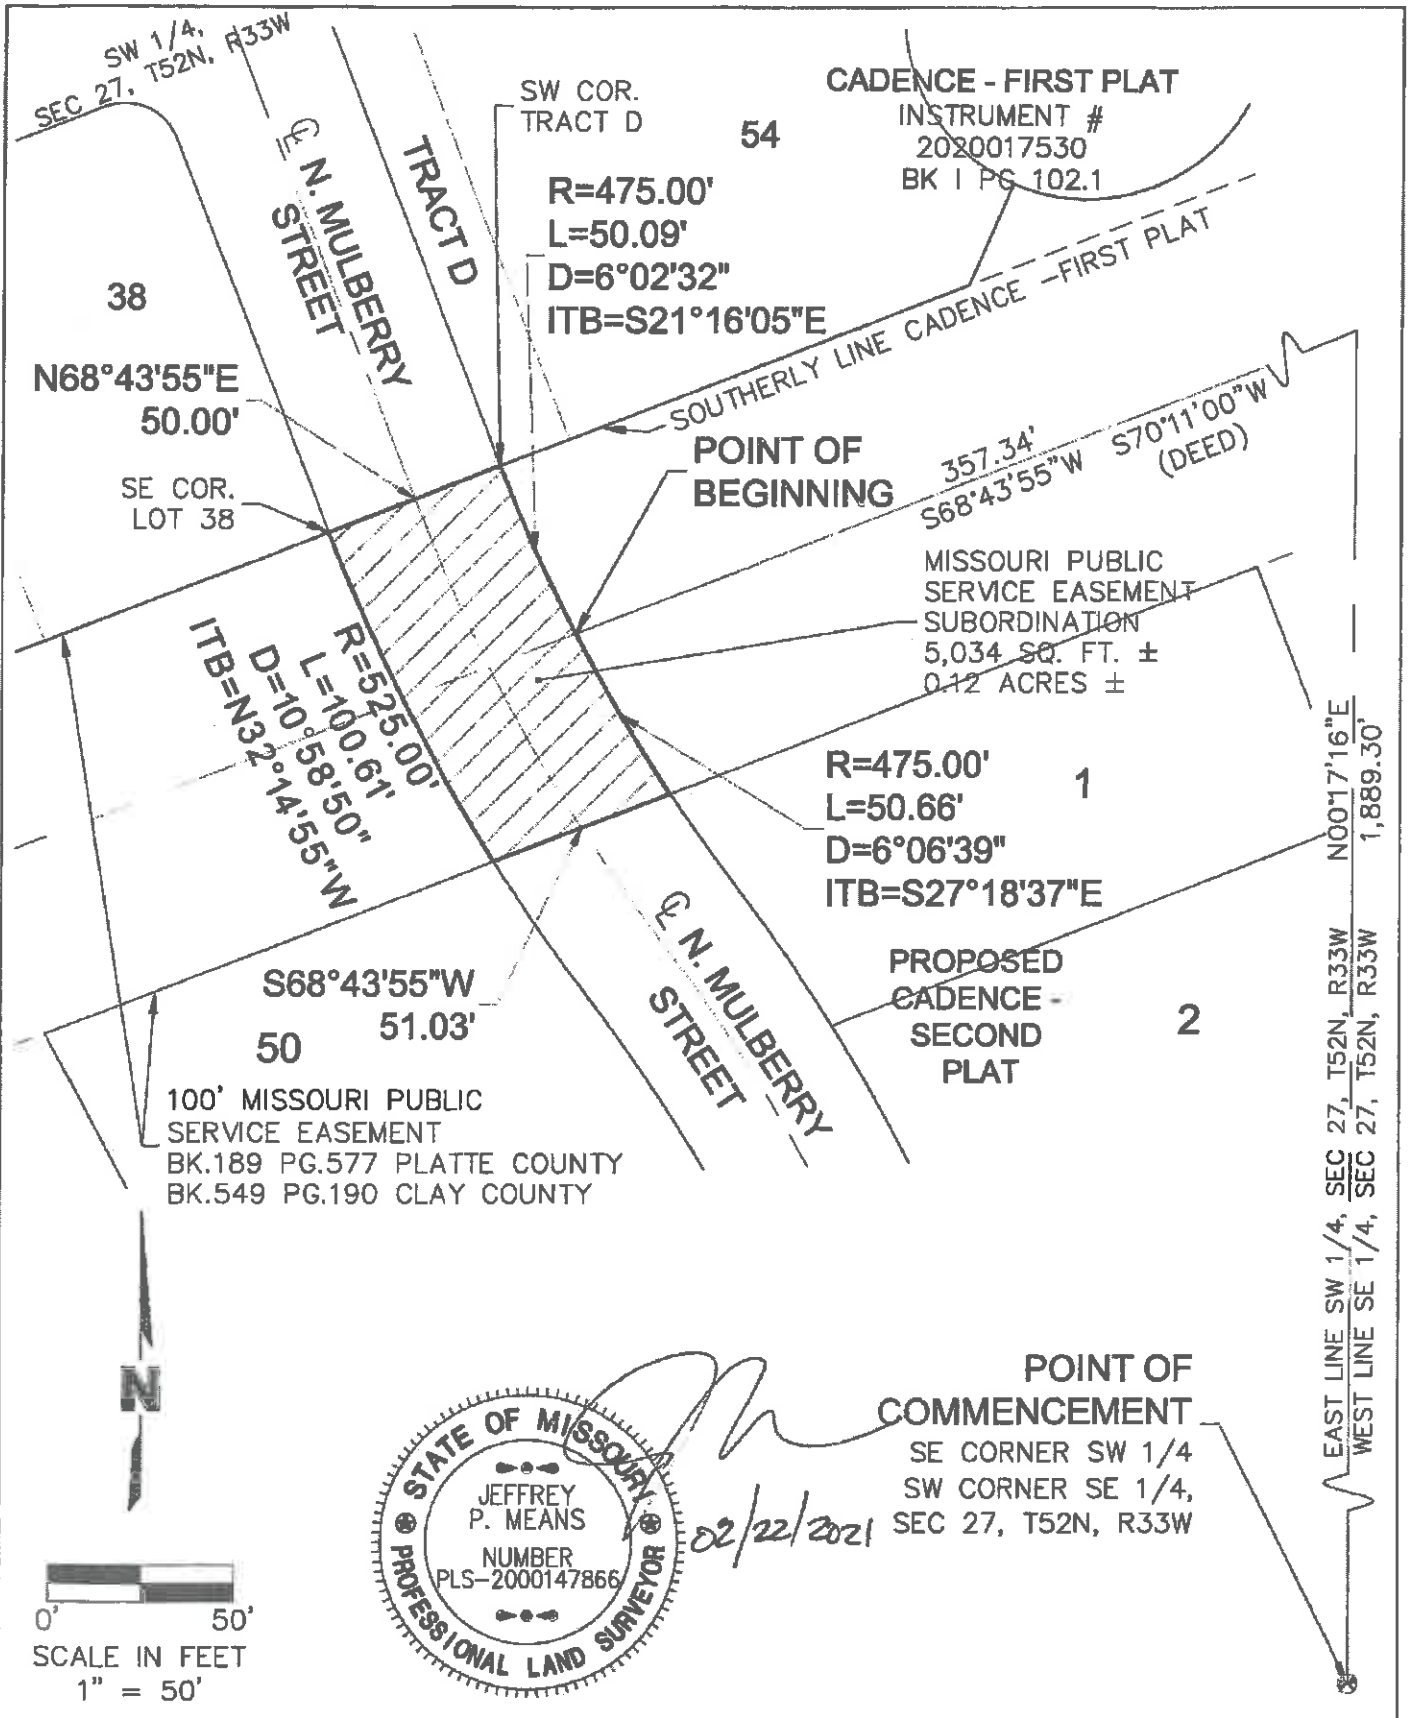 SW 1/4,
SEC 27, T52N, R33W
℄ N. MULBERRY
STREET
TRACT D
SW COR.
TRACT D
54
CADENCE - FIRST PLAT
INSTRUMENT #
2020017530
BK I PG 102.1
R=475.00'
L=50.09'
D=6°02'32"
ITB=S21°16'05"E
38
N68°43'55"E
50.00'
SE COR.
LOT 38
SOUTHERLY LINE CADENCE -FIRST PLAT
POINT OF
BEGINNING
357.34'
S68°43'55"W
S70°11'00"W
(DEED)
MISSOURI PUBLIC
SERVICE EASEMENT
SUBORDINATION
5,034 SQ. FT. ±
0.12 ACRES ±
R=525.00'
L=100.61'
D=10°58'50"
ITB=N32°14'55"W
R=475.00'
L=50.66'
D=6°06'39"
ITB=S27°18'37"E
1
N00°17'16"E
1,889.30'
℄ N. MULBERRY
STREET
PROPOSED
CADENCE -
SECOND
PLAT
2
S68°43'55"W
51.03'
50
100' MISSOURI PUBLIC
SERVICE EASEMENT
BK.189 PG.577 PLATTE COUNTY
BK.549 PG.190 CLAY COUNTY
EAST LINE SW 1/4, SEC 27, T52N, R33W
WEST LINE SE 1/4, SEC 27, T52N, R33W
N
POINT OF
COMMENCEMENT
SE CORNER SW 1/4
SW CORNER SE 1/4,
SEC 27, T52N, R33W
STATE OF MISSOURI
JEFFREY
P. MEANS
NUMBER
PLS-2000147866
PROFESSIONAL LAND SURVEYOR
02/22/2021
0' 50'
SCALE IN FEET
1" = 50'